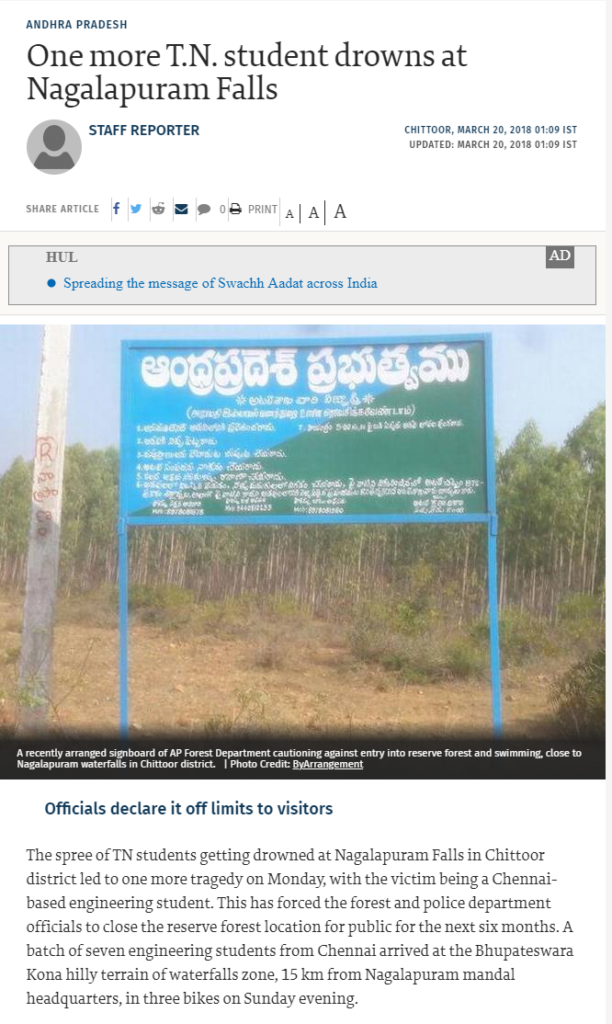 ANDHRA PRADESH
One more T.N. student drowns at
Nagalapuram Falls
STAFF REPORTER
CHITTOOR, MARCH 20, 2018 01:09 IST
UPDATED: MARCH 20, 2018 01:09 IST
SHARE ARTICLE
0 PRINT A A A
HUL
AD
Spreading the message of Swachh Aadat across India
ఆంధ్రప్రదేశ్ ప్రభుత్వము
A recently arranged signboard of AP Forest Department cautioning against entry into reserve forest and swimming, close to
Nagalapuram waterfalls in Chittoor district. | Photo Credit: ByArrangement
Officials declare it off limits to visitors
The spree of TN students getting drowned at Nagalapuram Falls in Chittoor
district led to one more tragedy on Monday, with the victim being a Chennai-
based engineering student. This has forced the forest and police department
officials to close the reserve forest location for public for the next six months. A
batch of seven engineering students from Chennai arrived at the Bhupateswara
Kona hilly terrain of waterfalls zone, 15 km from Nagalapuram mandal
headquarters, in three bikes on Sunday evening.